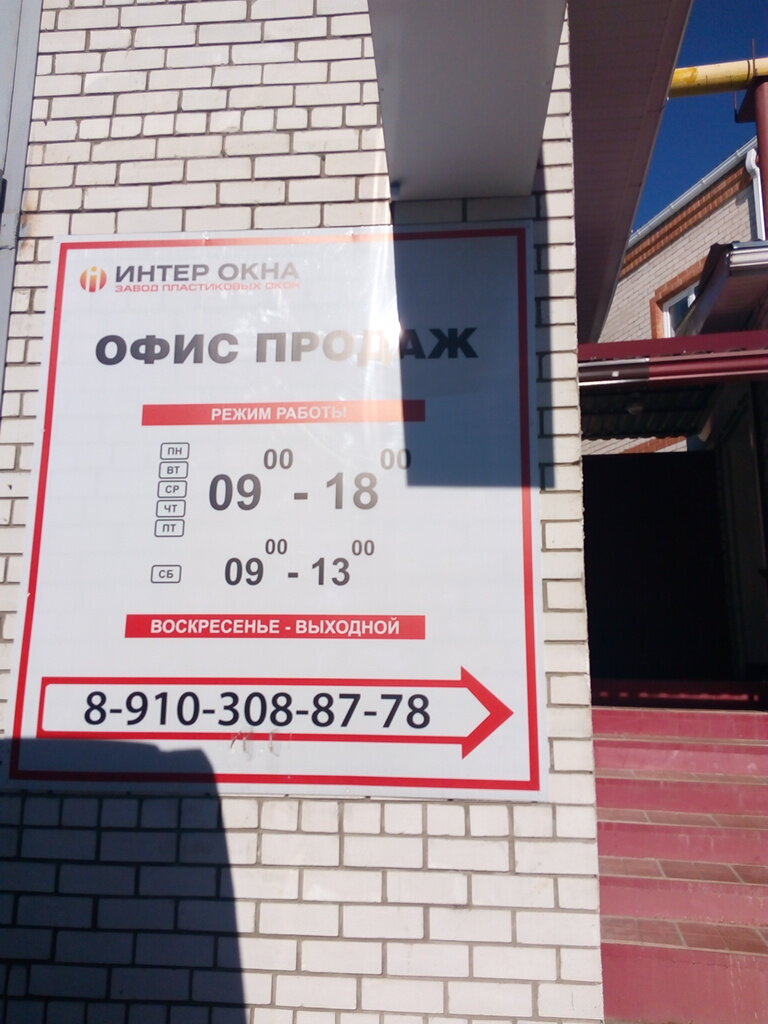 ИНТЕР ОКНА
ЗАВОД ПЛАСТИКОВЫХ ОКОН
ОФИС ПРОДАЖ
РЕЖИМ РАБОТЫ
ПН
ВТ
СР
ЧТ
ПТ
09 00 - 18 00
СБ
09 00 - 13 00
ВОСКРЕСЕНЬЕ - ВЫХОДНОЙ
8-910-308-87-78